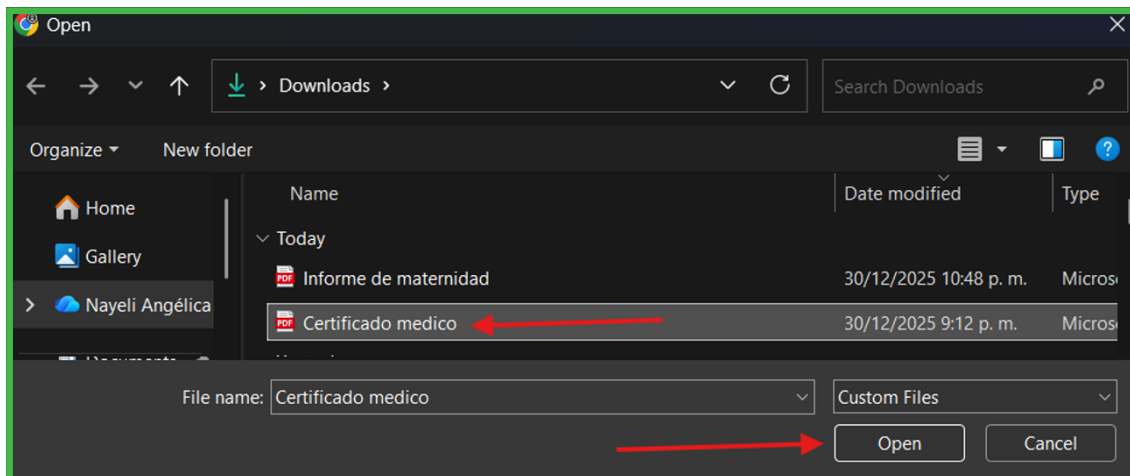 Open
Downloads
Search Downloads
Organize New folder
Name Date modified Type
Home
Today
Gallery
Informe de maternidad 30/12/2025 10:48 p. m.
Nayeli Angélica
Certificado medico 30/12/2025 9:12 p. m.
File name: Certificado medico Custom Files
Open Cancel